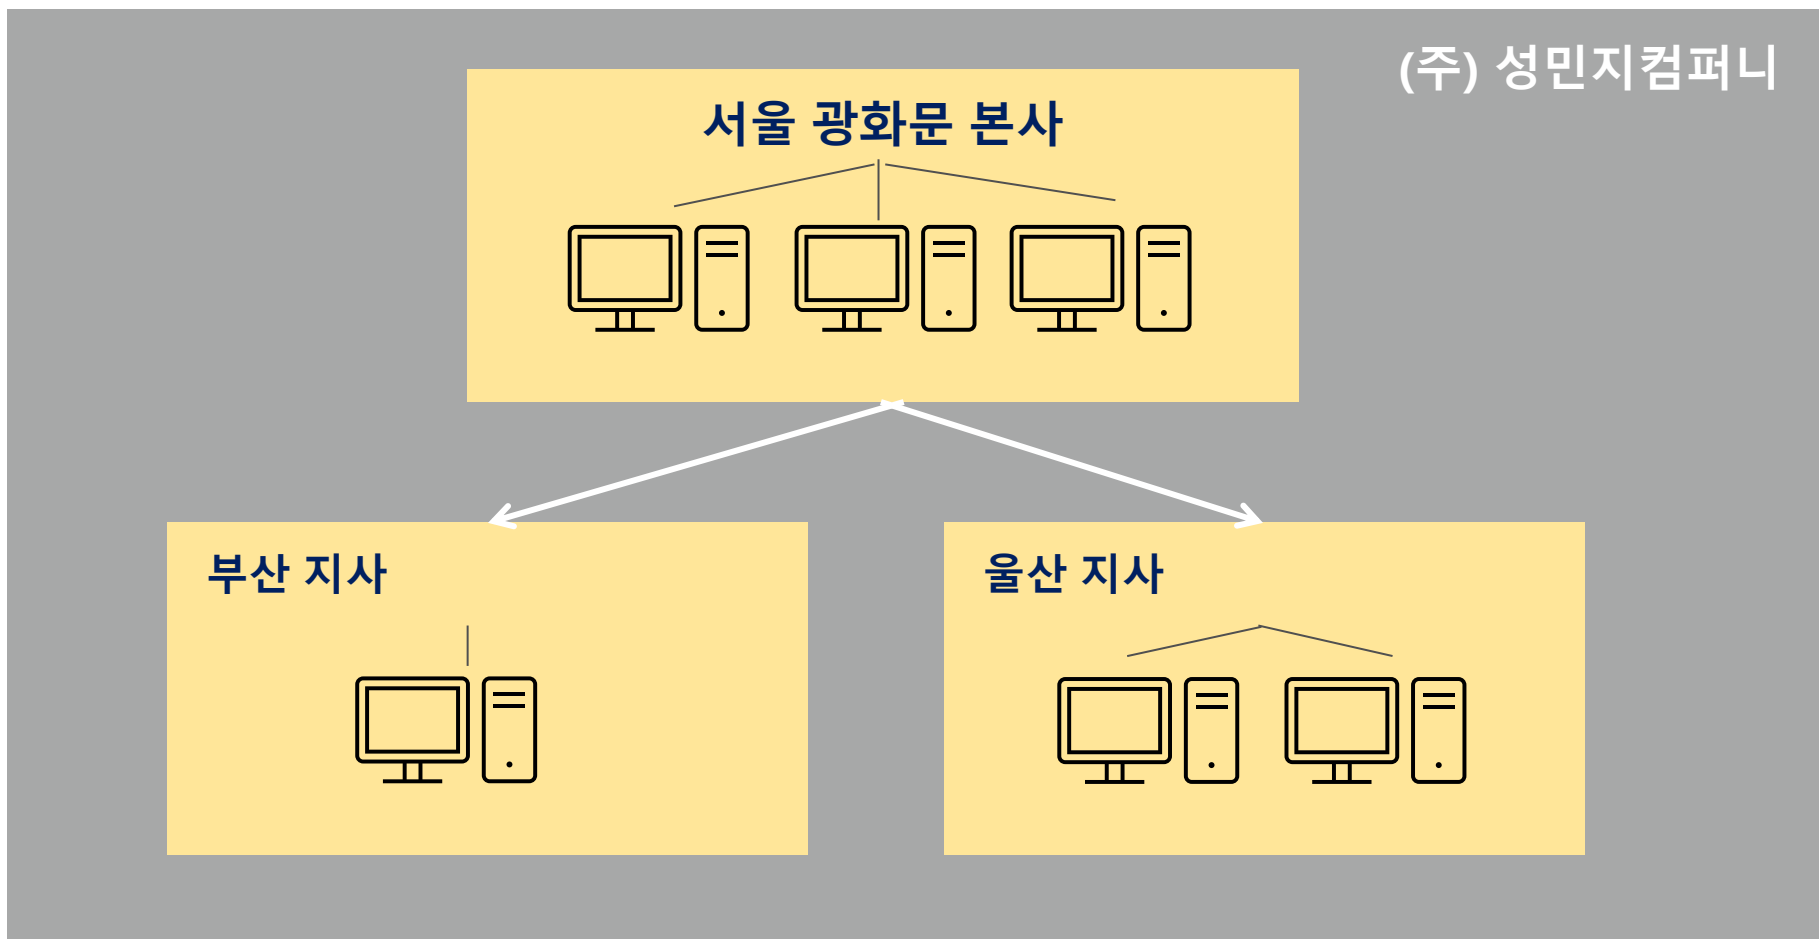 (주) 성민지컴퍼니
서울 광화문 본사
부산 지사
울산 지사